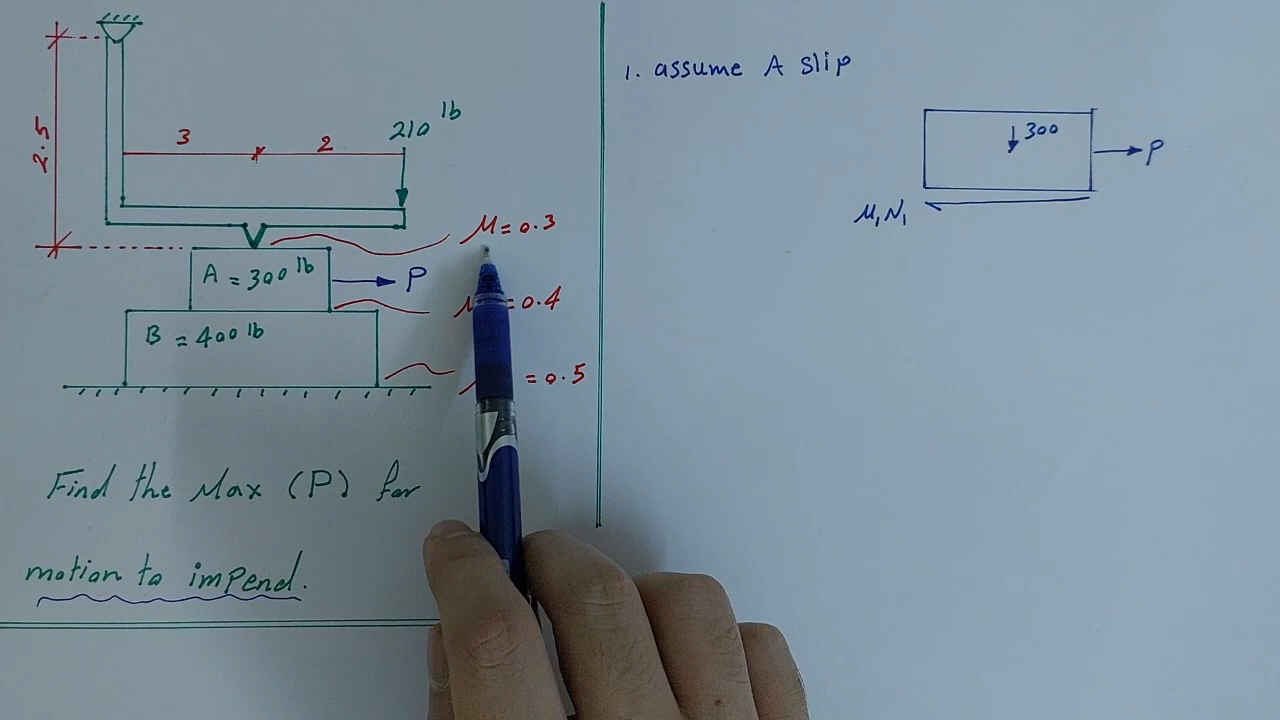 2.5
3
2
210 lb
μ = 0.3
A = 300 lb
P
= 0.4
B = 400 lb
= 0.5
Find the Max (P) for
motion to impend.
1. assume A slip
300
P
μ₁N₁